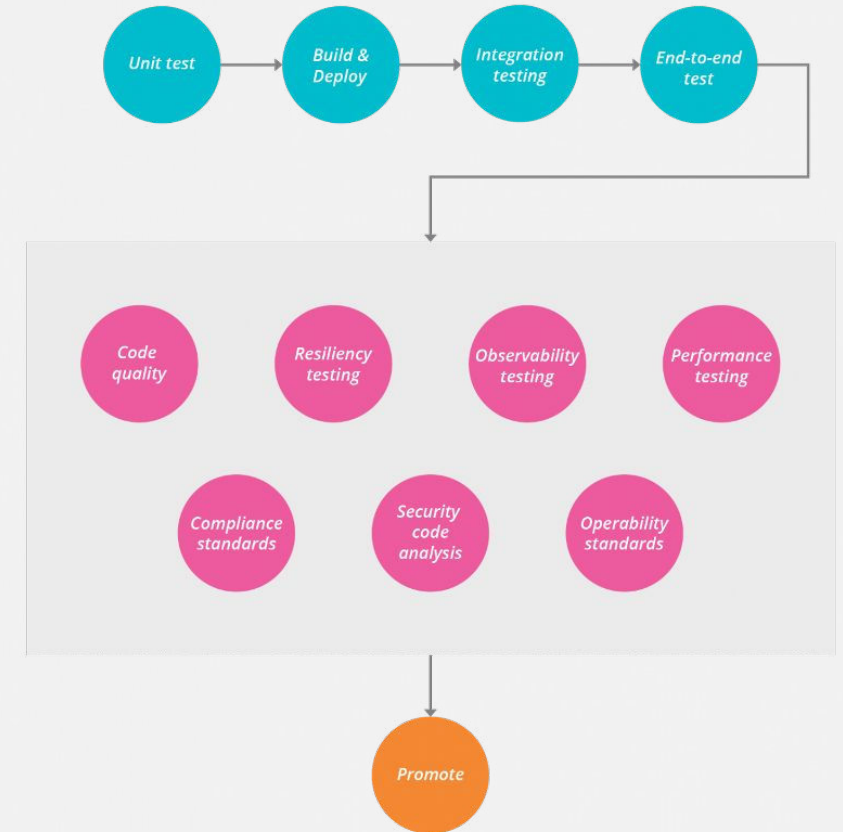 Unit test
Build &
Deploy
Integration
testing
End-to-end
test
Code
quality
Resiliency
testing
Observability
testing
Performance
testing
Compliance
standards
Security
code
analysis
Operability
standards
Promote